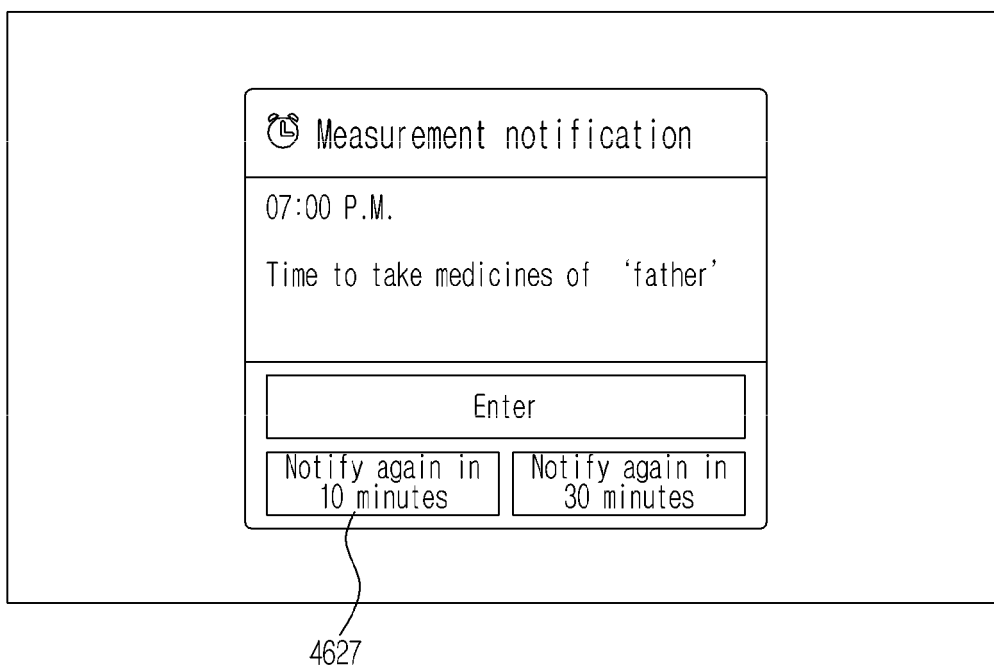 Measurement notification
07:00 P.M.
Time to take medicines of ‘father’
Enter
Notify again in
10 minutes
Notify again in
30 minutes
4627